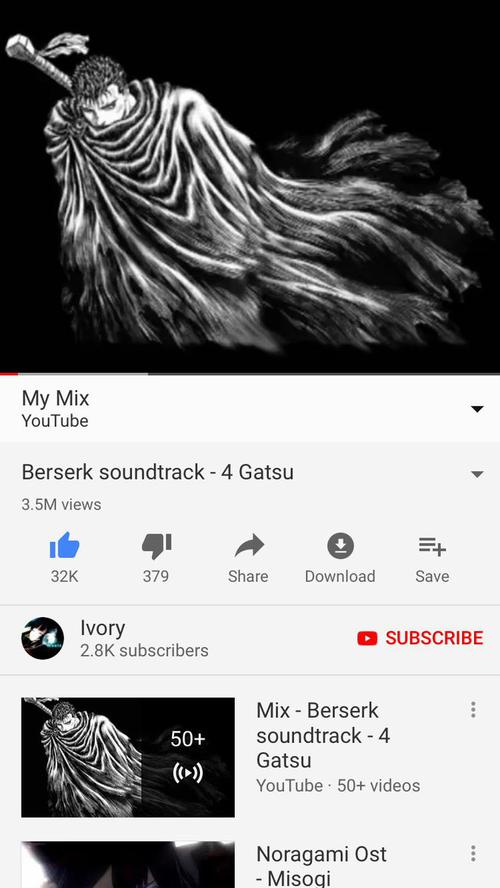 My Mix
YouTube
Berserk soundtrack - 4 Gatsu
3.5M views
32K
379
Share
Download
Save
Ivory
2.8K subscribers
SUBSCRIBE
50+
Mix - Berserk
soundtrack - 4
Gatsu
YouTube · 50+ videos
Noragami Ost
- Misogi